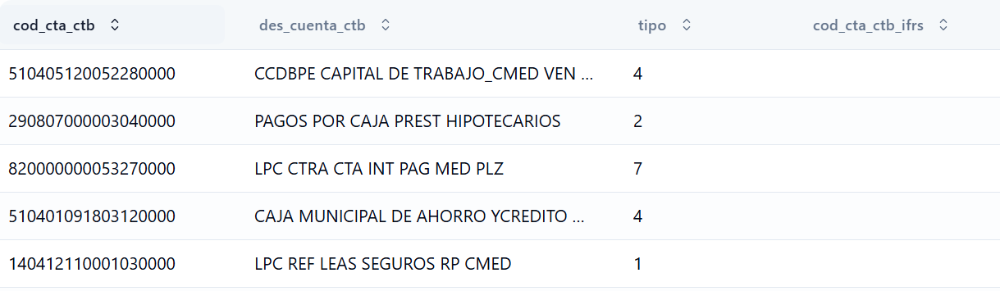 cod_cta_ctb des_cuenta_ctb tipo cod_cta_ctb_ifrs
510405120052280000 CCDBPE CAPITAL DE TRABAJO_CMED VEN ... 4
290807000003040000 PAGOS POR CAJA PREST HIPOTECARIOS 2
820000000053270000 LPC CTRA CTA INT PAG MED PLZ 7
510401091803120000 CAJA MUNICIPAL DE AHORRO YCREDITO ... 4
140412110001030000 LPC REF LEAS SEGUROS RP CMED 1